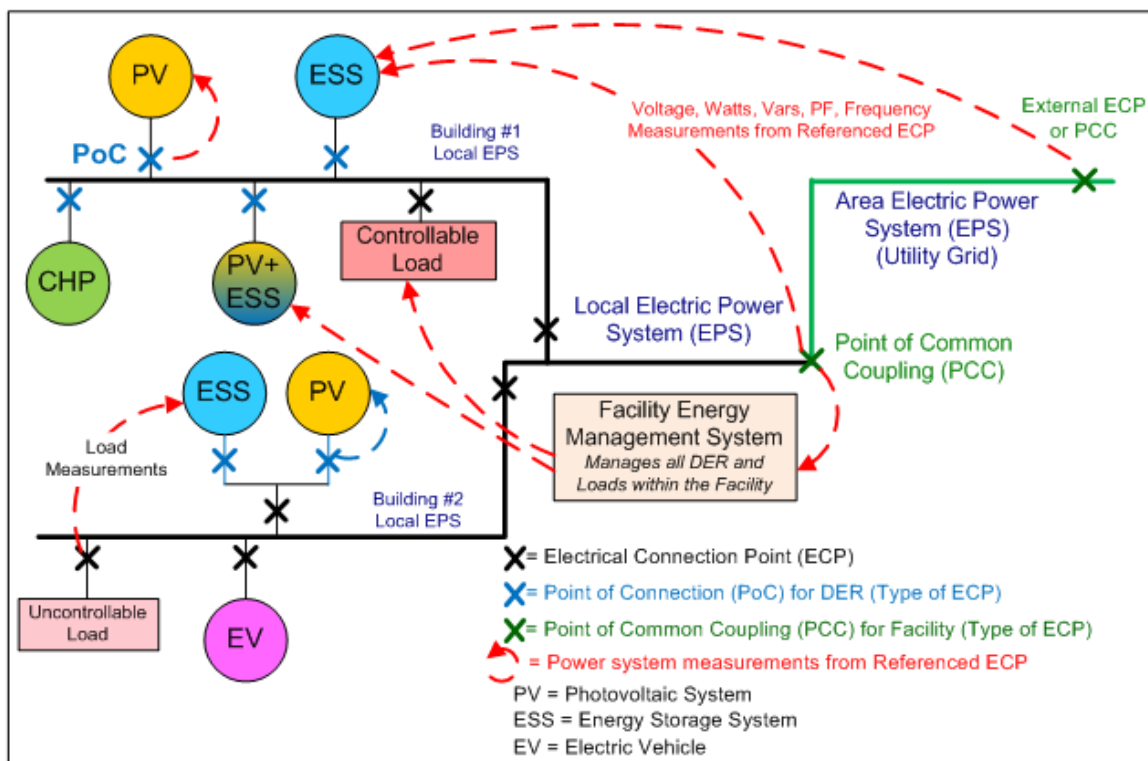 PV
ESS
Voltage, Watts, Vars, PF, Frequency
Measurements from Referenced ECP
External ECP
or PCC
Building #1
Local EPS
PoC
Area Electric Power
System (EPS)
(Utility Grid)
CHP
PV+
ESS
Controllable
Load
Local Electric Power
System (EPS)
Point of Common
Coupling (PCC)
ESS
PV
Facility Energy
Management System
Manages all DER and
Loads within the Facility
Load
Measurements
Building #2
Local EPS
Uncontrollable
Load
EV
= Electrical Connection Point (ECP)
= Point of Connection (PoC) for DER (Type of ECP)
= Point of Common Coupling (PCC) for Facility (Type of ECP)
= Power system measurements from Referenced ECP
PV = Photovoltaic System
ESS = Energy Storage System
EV = Electric Vehicle